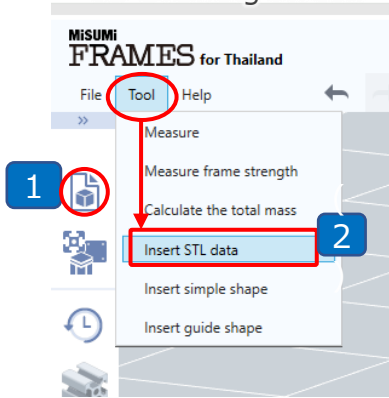 MiSUMi
FRAMES for Thailand
File Tool Help
»
Measure
Measure frame strength
1
Calculate the total mass
Insert STL data
2
Insert simple shape
Insert guide shape